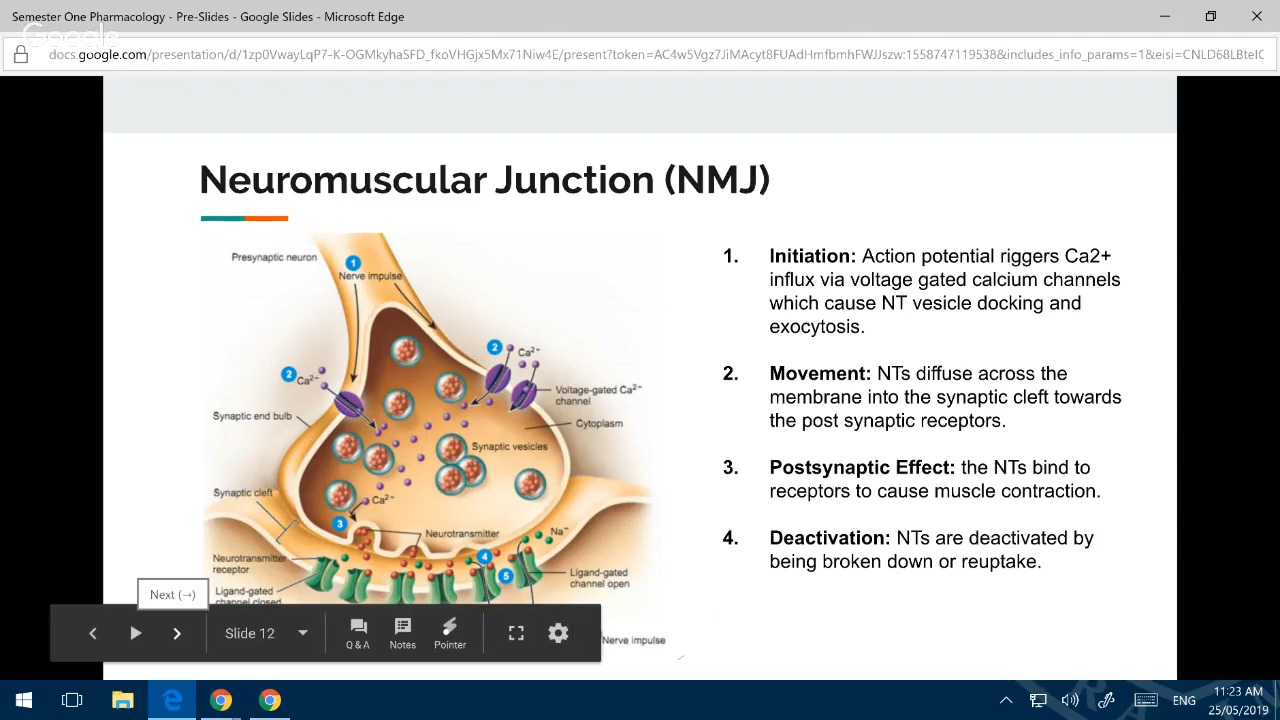 Semester One Pharmacology - Pre-Slides - Google Slides - Microsoft Edge
Google
docs.google.com/presentation/d/1zp0VwayLqP7-K-OGMkyhaSFD_fkoVHGjx5Mx71Niw4E/present?token=AC4w5Vgz7JiMAcyt8FUAdHmfbmhFWJJszw:1558747119538&includes_info_params=1&eisi=CNLD68LBteIC
Neuromuscular Junction (NMJ)
Presynaptic neuron
1
Nerve impulse
2
Ca2+
2
Ca2+
Voltage-gated Ca2+
channel
Synaptic end bulb
Cytoplasm
Synaptic vesicles
Synaptic cleft
Ca2+
3
Neurotransmitter
Na+
4
5
Neurotransmitter
receptor
Ligand-gated
channel closed
Ligand-gated
channel open
Nerve impulse
1. Initiation: Action potential riggers Ca2+
influx via voltage gated calcium channels
which cause NT vesicle docking and
exocytosis.
2. Movement: NTs diffuse across the
membrane into the synaptic cleft towards
the post synaptic receptors.
3. Postsynaptic Effect: the NTs bind to
receptors to cause muscle contraction.
4. Deactivation: NTs are deactivated by
being broken down or reuptake.
Next (→)
Slide 12
Q & A
Notes
Pointer
ENG
11:23 AM
25/05/2019